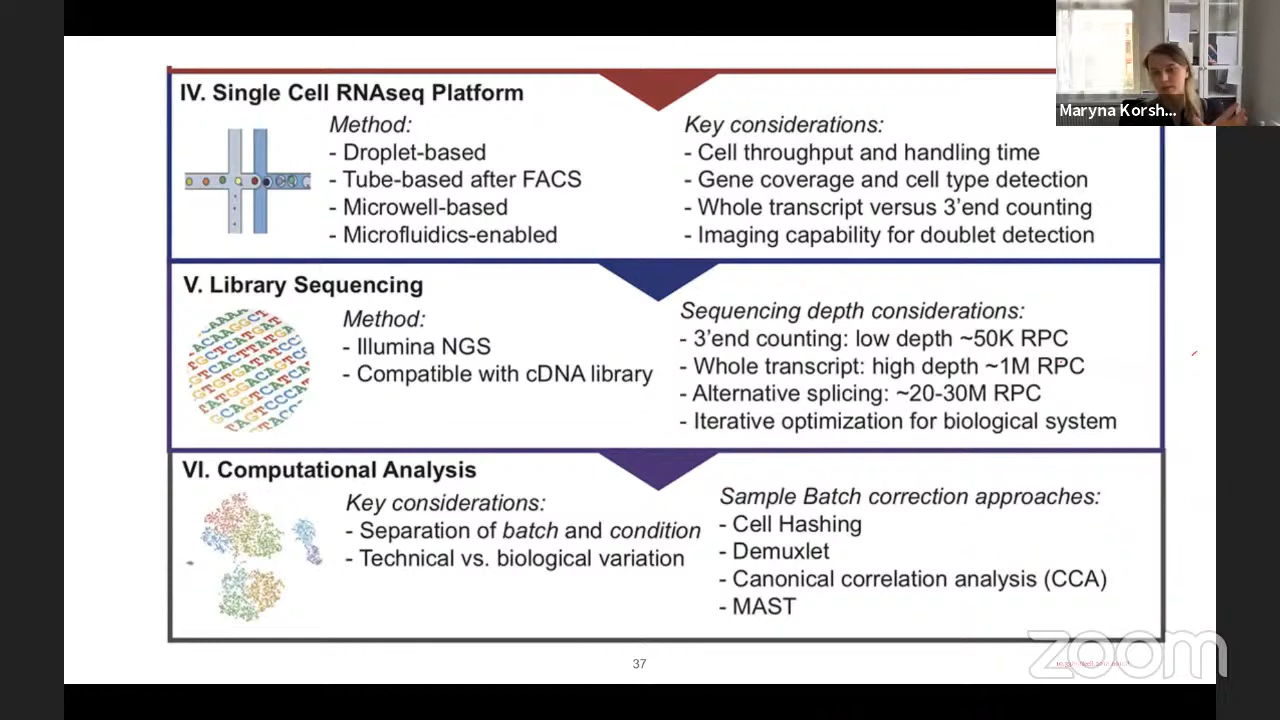 Maryna Korsh...
IV. Single Cell RNAseq Platform
Method:
- Droplet-based
- Tube-based after FACS
- Microwell-based
- Microfluidics-enabled
Key considerations:
- Cell throughput and handling time
- Gene coverage and cell type detection
- Whole transcript versus 3'end counting
- Imaging capability for doublet detection
V. Library Sequencing
Method:
- Illumina NGS
- Compatible with cDNA library
Sequencing depth considerations:
- 3'end counting: low depth ~50K RPC
- Whole transcript: high depth ~1M RPC
- Alternative splicing: ~20-30M RPC
- Iterative optimization for biological system
VI. Computational Analysis
Key considerations:
- Separation of batch and condition
- Technical vs. biological variation
Sample Batch correction approaches:
- Cell Hashing
- Demuxlet
- Canonical correlation analysis (CCA)
- MAST
37
zoom